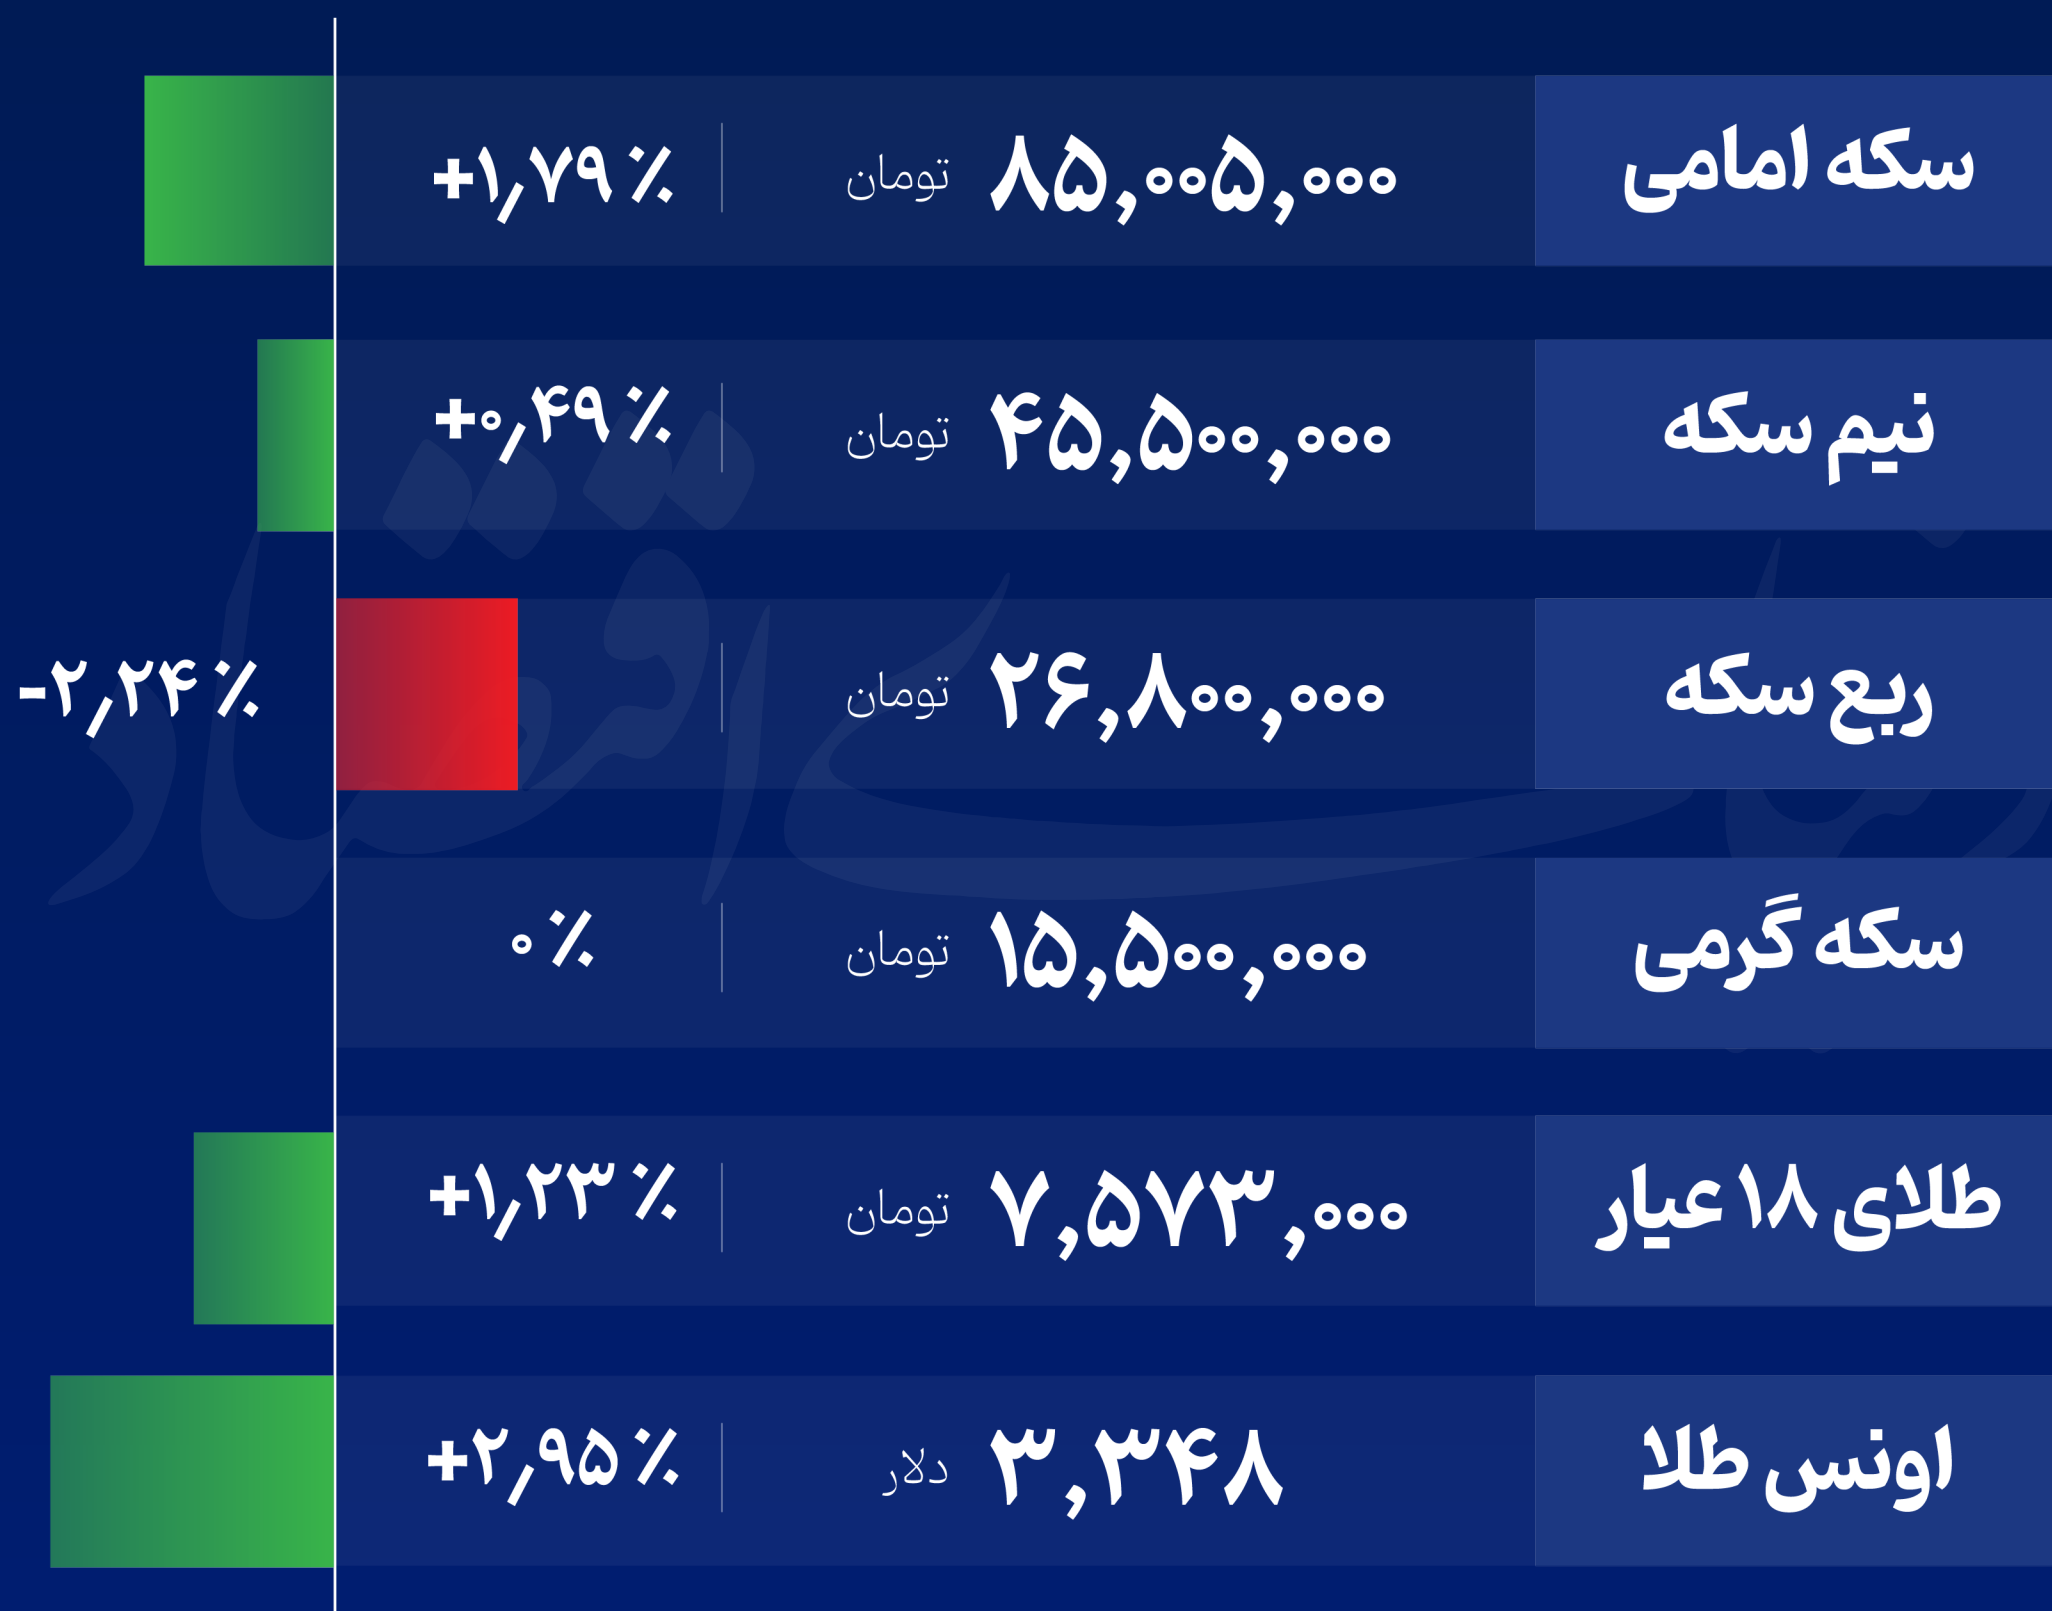 سکه امامی ۸۵,۰۰۵,۰۰۰ تومان +۱٫۷۹٪
نیم سکه ۴۵,۵۰۰,۰۰۰ تومان +۰٫۴۹٪
ربع سکه ۲۶,۸۰۰,۰۰۰ تومان -۲٫۲۴٪
سکه گرمی ۱۵,۵۰۰,۰۰۰ تومان ۰٪
طلای ۱۸ عیار ۷,۵۷۳,۰۰۰ تومان +۱٫۲۳٪
اونس طلا ۳,۳۴۸ دلار +۲٫۹۵٪